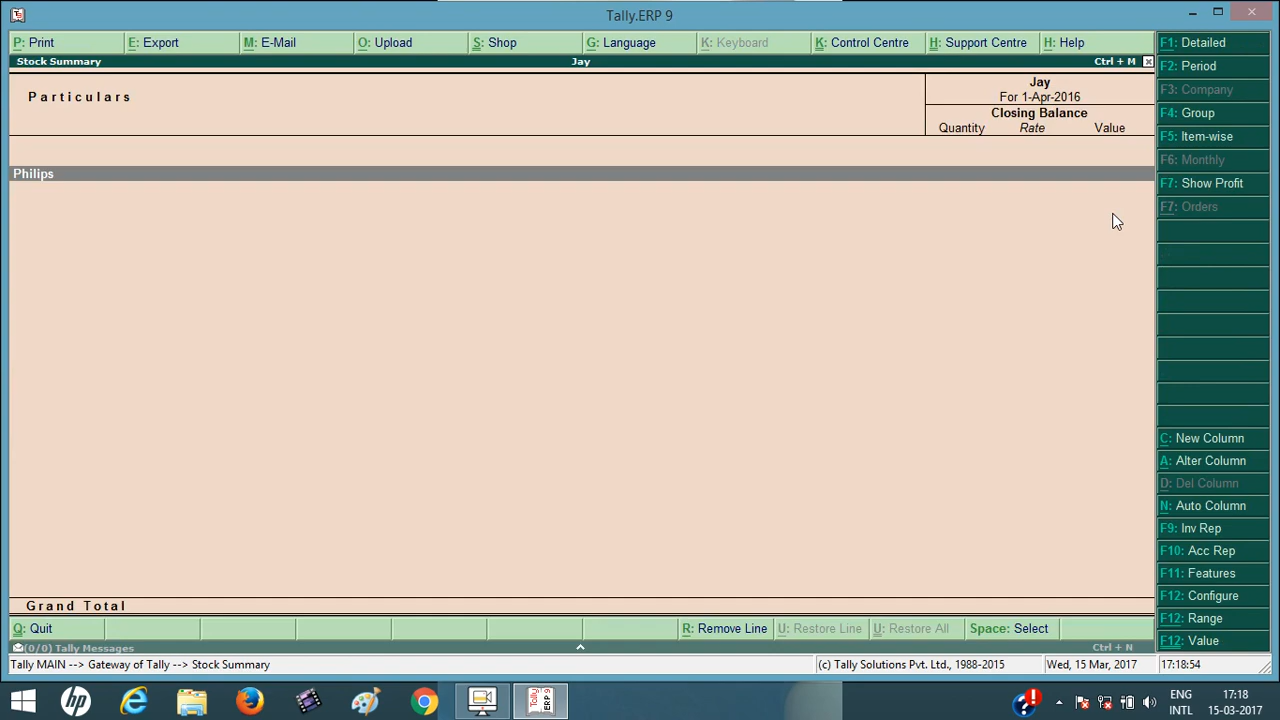 Tally.ERP 9
P: Print E: Export M: E-Mail O: Upload S: Shop G: Language K: Keyboard K: Control Centre H: Support Centre H: Help
Stock Summary Jay Ctrl + M
Particulars
Jay
For 1-Apr-2016
Closing Balance
Quantity Rate Value
Philips
Grand Total
F1: Detailed
F2: Period
F3: Company
F4: Group
F5: Item-wise
F6: Monthly
F7: Show Profit
F7: Orders
C: New Column
A: Alter Column
D: Del Column
N: Auto Column
F9: Inv Rep
F10: Acc Rep
F11: Features
F12: Configure
F12: Range
F12: Value
Q: Quit R: Remove Line U: Restore Line U: Restore All Space: Select
(0/0) Tally Messages Ctrl + N
Tally MAIN --> Gateway of Tally --> Stock Summary (c) Tally Solutions Pvt. Ltd., 1988-2015 Wed, 15 Mar, 2017 17:18:54
ENG 17:18
INTL 15-03-2017